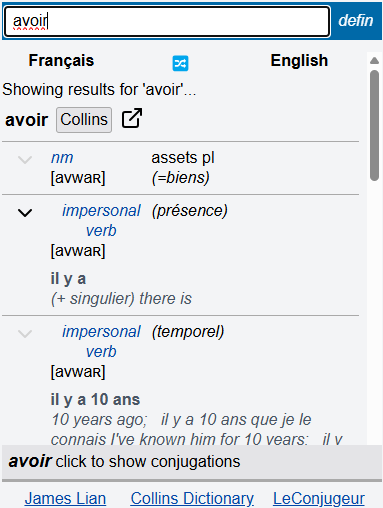 avoir defin
Français English
Showing results for 'avoir'...
avoir Collins
nm assets pl
[avwaʀ] (=biens)
impersonal (présence)
verb
[avwaʀ]
il y a
(+ singulier) there is
impersonal (temporel)
verb
[avwaʀ]
il y a 10 ans
10 years ago; il y a 10 ans que je le
connais I've known him for 10 years; il y
avoir click to show conjugations
James Lian Collins Dictionary LeConjugeur